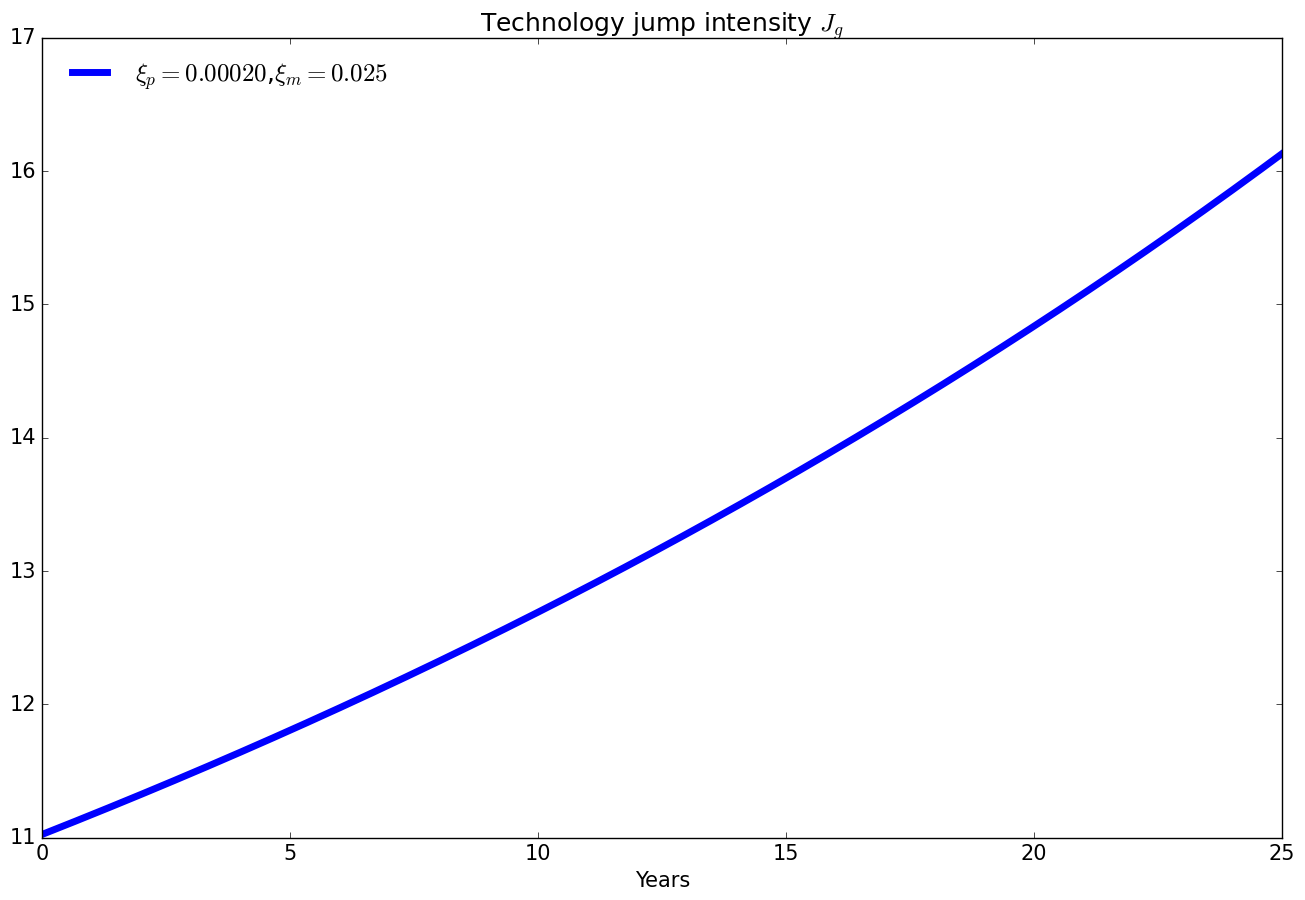 Technology jump intensity J_g
17
ξ_p = 0.00020,ξ_m = 0.025
16
15
14
13
12
11
0 5 10 15 20 25
Years